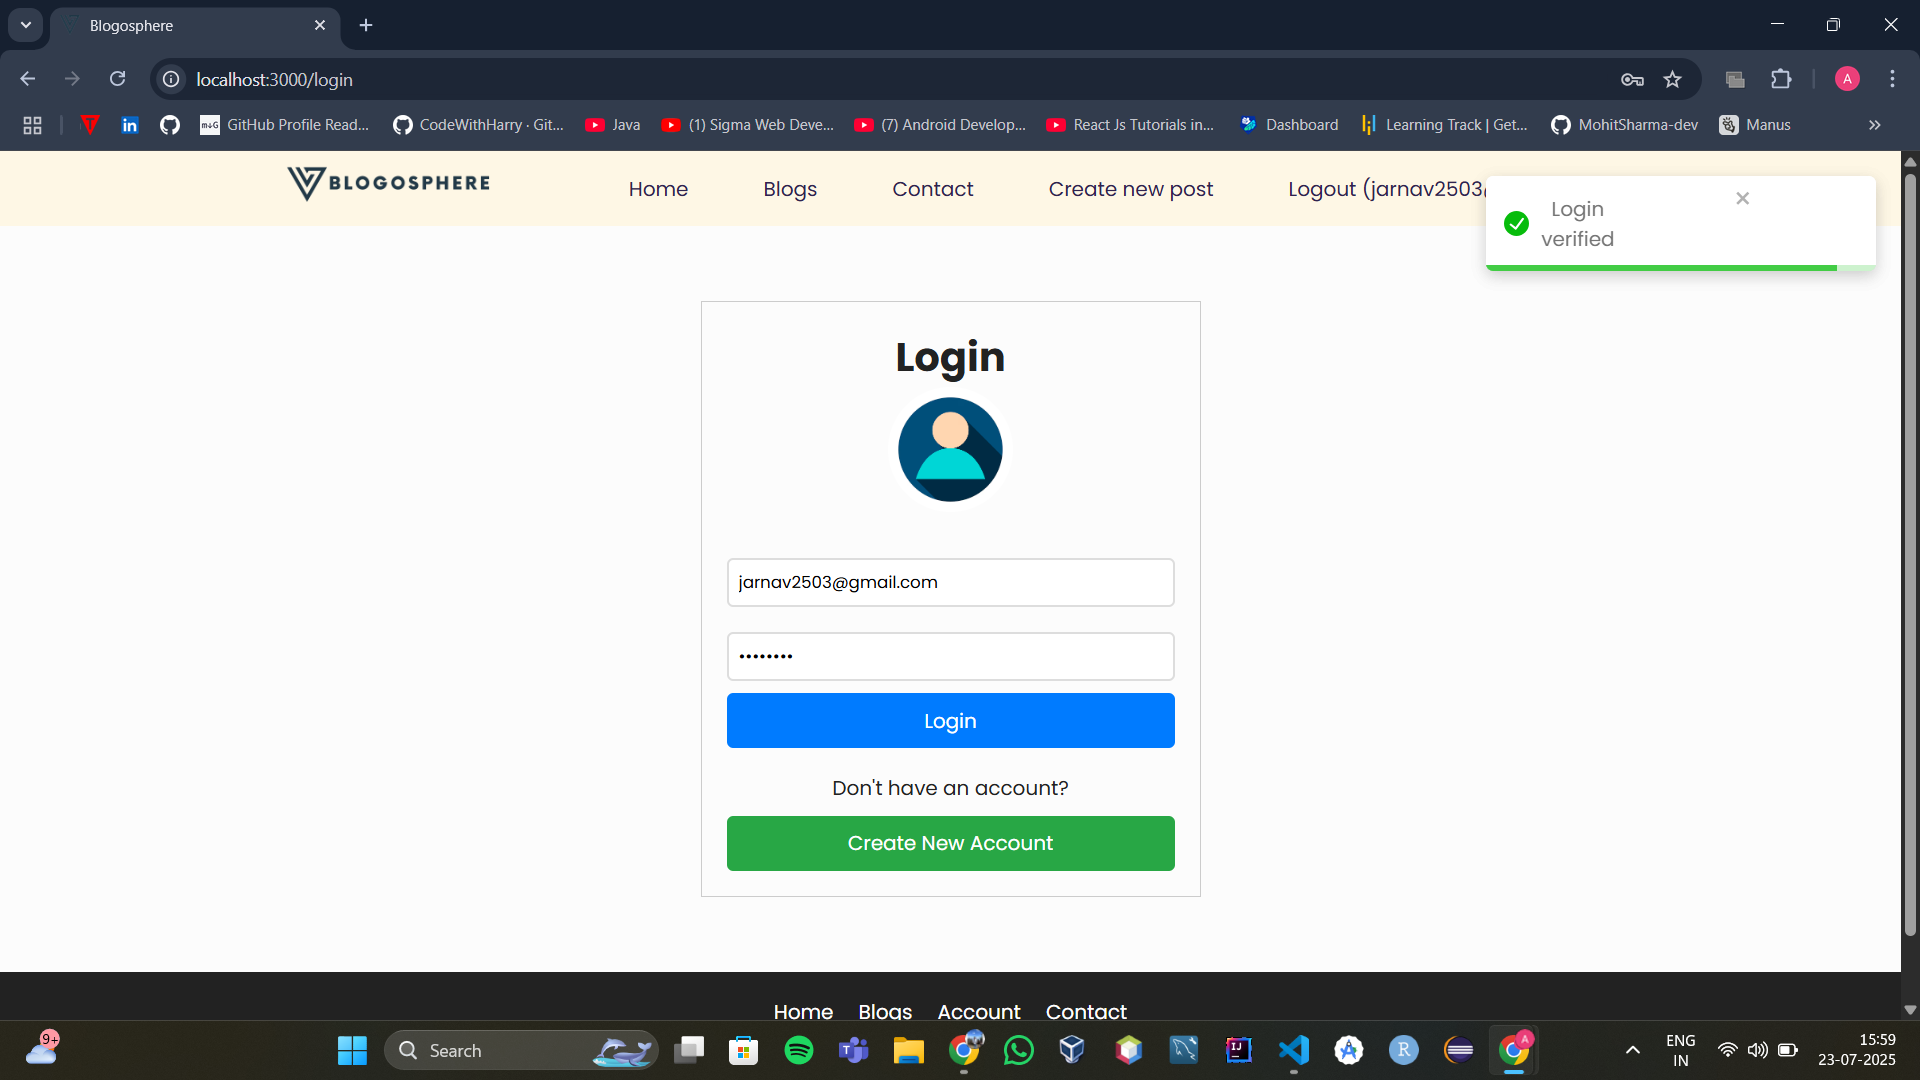 Blogosphere
localhost:3000/login
A
GitHub Profile Read...
CodeWithHarry · Git...
Java
(1) Sigma Web Deve...
(7) Android Develop...
React Js Tutorials in...
Dashboard
Learning Track | Get...
MohitSharma-dev
Manus
BLOGOSPHERE
Home
Blogs
Contact
Create new post
Logout (jarnav2503
Login
verified
Login
jarnav2503@gmail.com
••••••••
Login
Don't have an account?
Create New Account
Home
Blogs
Account
Contact
9+
Search
ENG
IN
15:59
23-07-2025